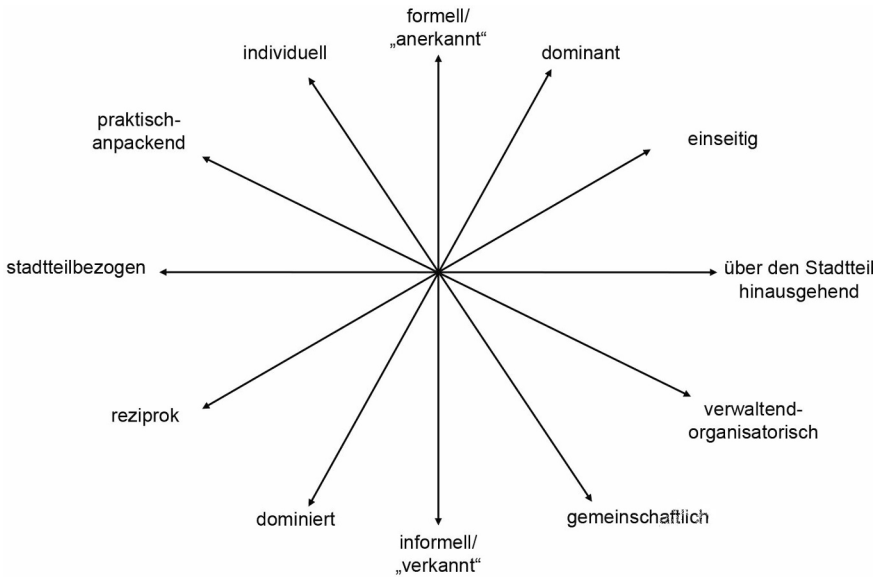 formell/
„anerkannt“
individuell
dominant
praktisch-
anpackend
einseitig
stadtteilbezogen
über den Stadtteil
hinausgehend
reziprok
verwaltend-
organisatorisch
dominiert
gemeinschaftlich
informell/
„verkannt“